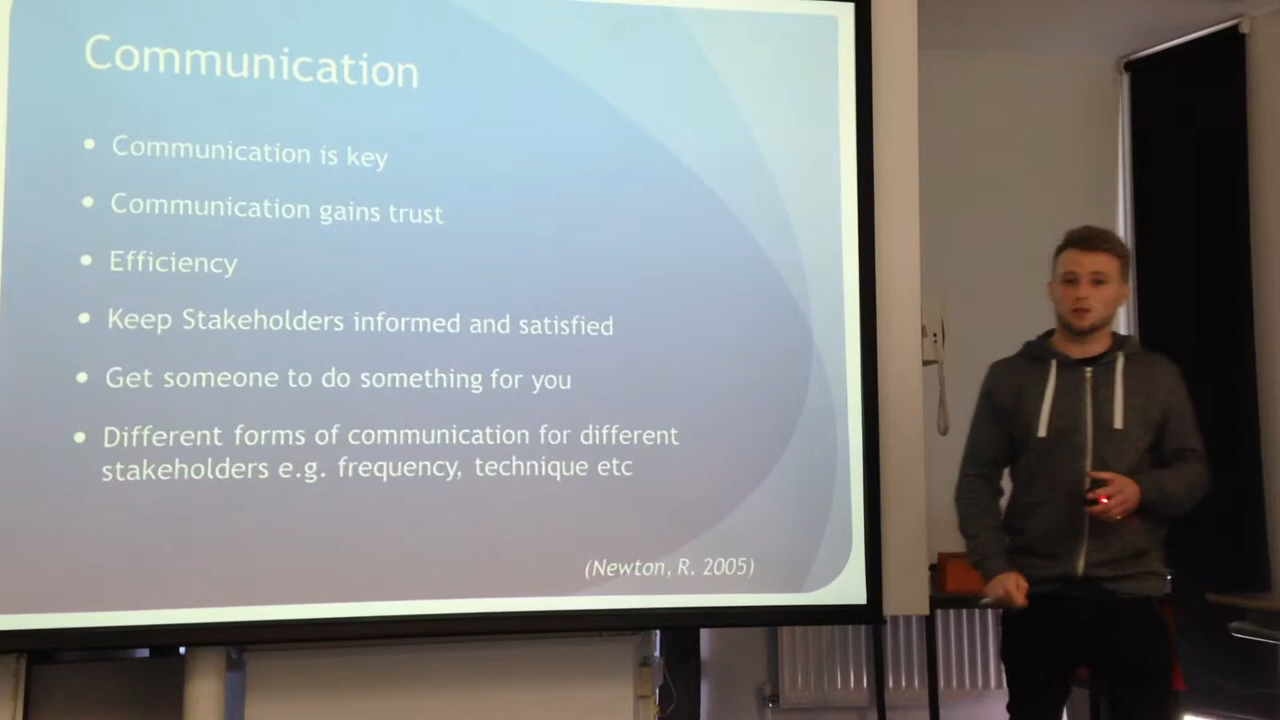 Communication
• Communication is key
• Communication gains trust
• Efficiency
• Keep Stakeholders informed and satisfied
• Get someone to do something for you
• Different forms of communication for different
stakeholders e.g. frequency, technique etc
(Newton, R. 2005)